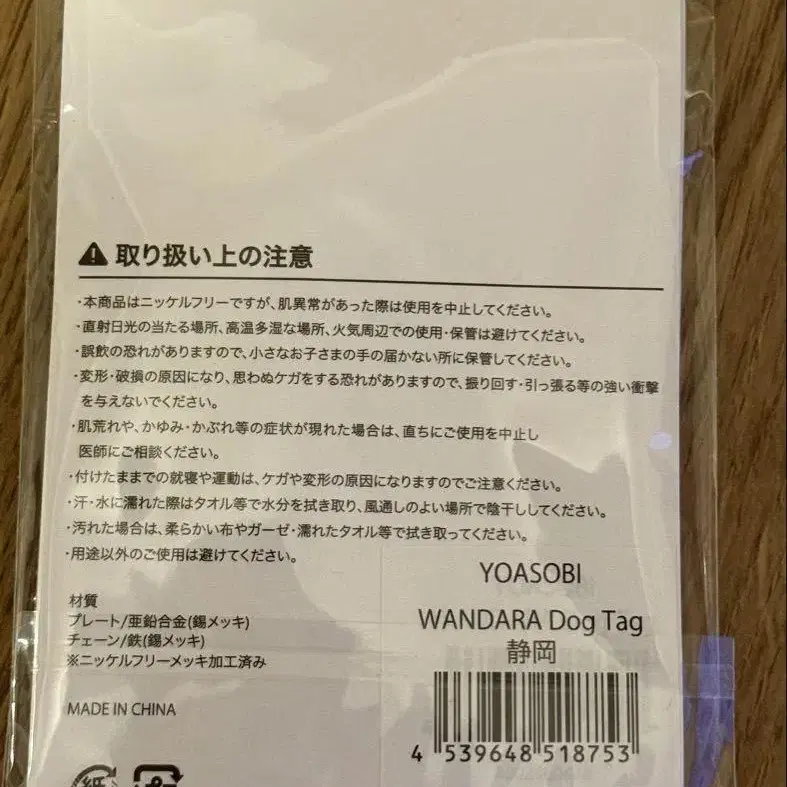 取り扱い上の注意
・本商品はニッケルフリーですが、肌異常があった際は使用を中止してください。
・直射日光の当たる場所、高温多湿な場所、火気周辺での使用・保管は避けてください。
・誤飲の恐れがありますので、小さなお子さまの手の届かない所に保管してください。
・変形・破損の原因になり、思わぬケガをする恐れがありますので、振り回す・引っ張る等の強い衝撃
を与えないでください。
・肌荒れや、かゆみ・かぶれ等の症状が現れた場合は、直ちにご使用を中止し
医師にご相談ください。
・付けたままでの就寝や運動は、ケガや変形の原因になりますのでご注意ください。
・汗・水に濡れた際はタオル等で水分を拭き取り、風通しのよい場所で陰干ししてください。
・汚れた場合は、柔らかい布やガーゼ・濡れたタオル等で拭き取ってください。
・用途以外のご使用は避けてください。
材質
プレート/亜鉛合金(錫メッキ)
チェーン/鉄(錫メッキ)
※ニッケルフリーメッキ加工済み
MADE IN CHINA
紙
YOASOBI
WANDARA Dog Tag
静岡
4 539648 518753